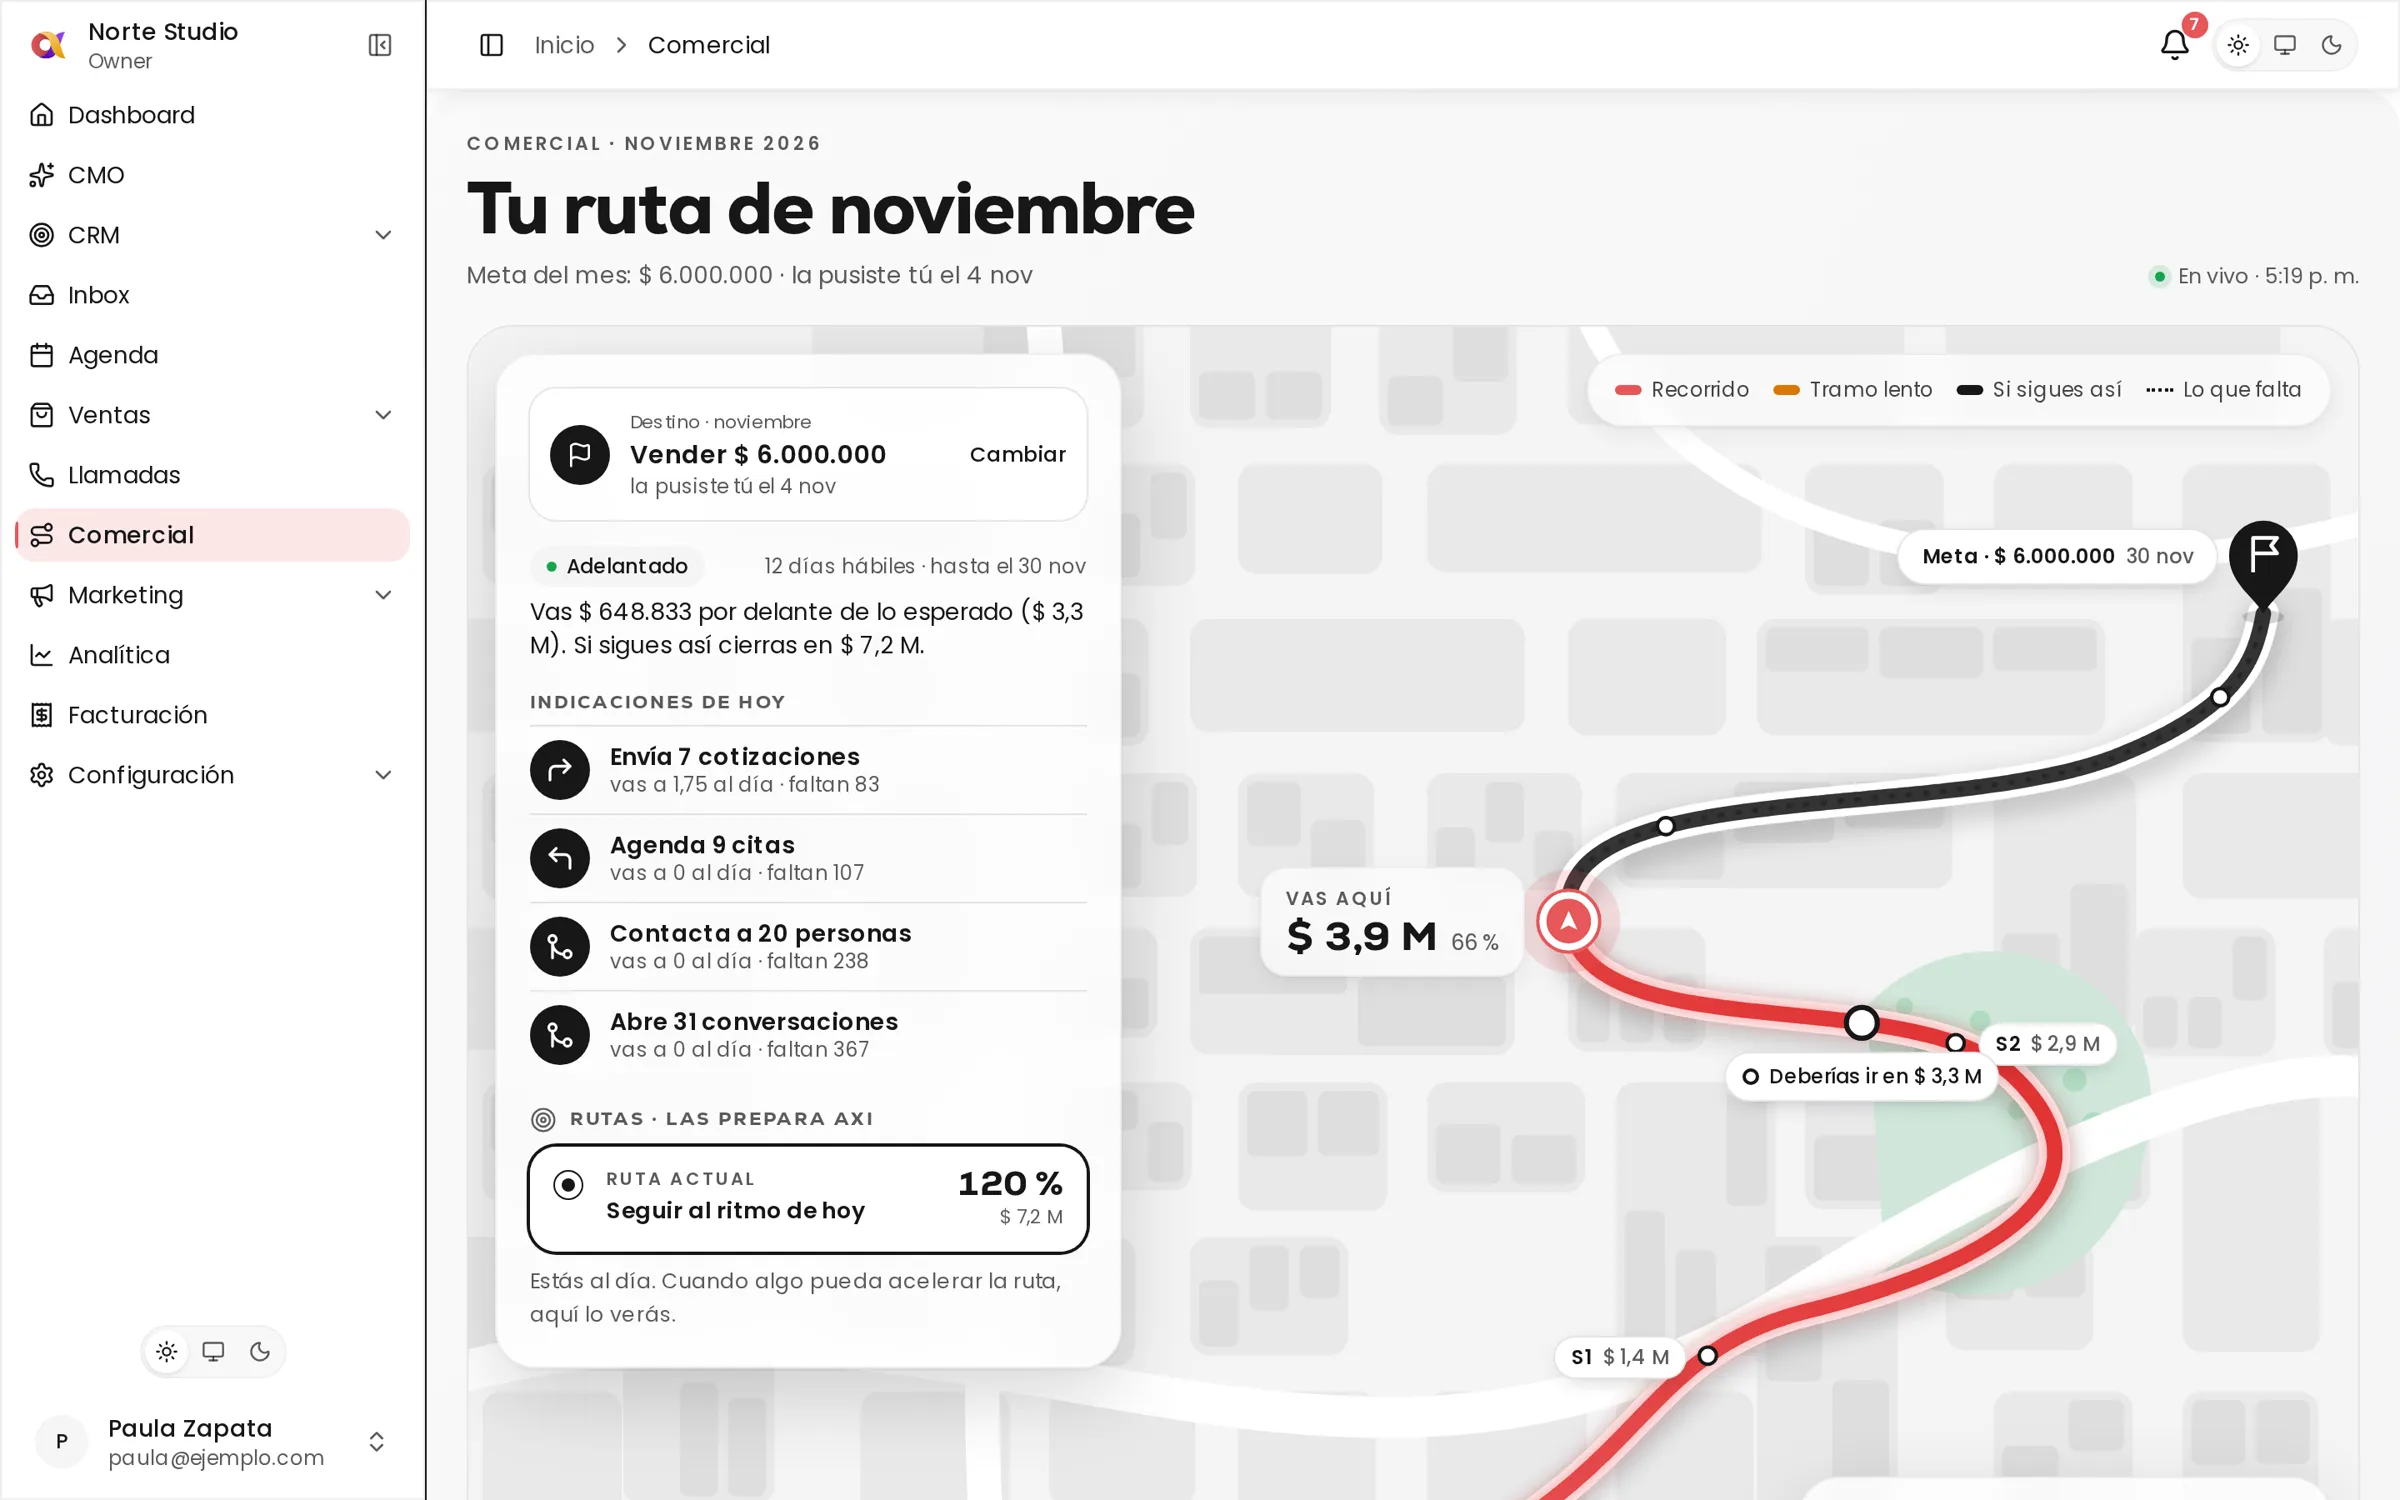 Norte Studio
Owner
Dashboard
CMO
CRM
Inbox
Agenda
Ventas
Llamadas
Comercial
Marketing
Analítica
Facturación
Configuración
P
Paula Zapata
paula@ejemplo.com
Inicio
Comercial
7
COMERCIAL · NOVIEMBRE 2026
Tu ruta de noviembre
Meta del mes: $ 6.000.000 · la pusiste tú el 4 nov
En vivo · 5:19 p. m.
Destino · noviembre
Vender $ 6.000.000
la pusiste tú el 4 nov
Cambiar
Adelantado
12 días hábiles · hasta el 30 nov
Vas $ 648.833 por delante de lo esperado ($ 3,3
M). Si sigues así cierras en $ 7,2 M.
INDICACIONES DE HOY
Envía 7 cotizaciones
vas a 1,75 al día · faltan 83
Agenda 9 citas
vas a 0 al día · faltan 107
Contacta a 20 personas
vas a 0 al día · faltan 238
Abre 31 conversaciones
vas a 0 al día · faltan 367
RUTAS · LAS PREPARA AXI
RUTA ACTUAL
Seguir al ritmo de hoy
120 %
$ 7,2 M
Estás al día. Cuando algo pueda acelerar la ruta,
aquí lo verás.
Recorrido
Tramo lento
Si sigues así
Lo que falta
Meta · $ 6.000.000 30 nov
VAS AQUÍ
$ 3,9 M 66 %
S2 $ 2,9 M
Deberías ir en $ 3,3 M
S1 $ 1,4 M